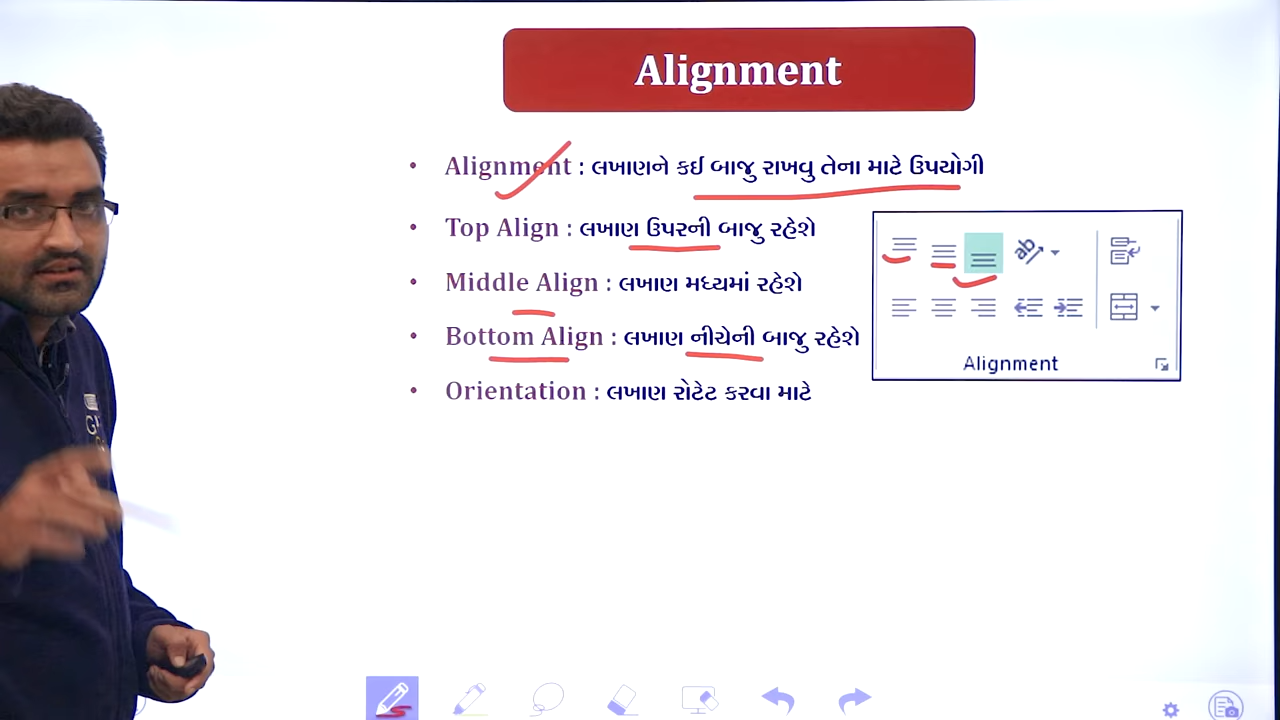 Alignment
• Alignment : લખાણને કઈ બાજુ રાખવુ તેના માટે ઉપયોગી
• Top Align : લખાણ ઉપરની બાજુ રહેશે
• Middle Align : લખાણ મધ્યમાં રહેશે
• Bottom Align : લખાણ નીચેની બાજુ રહેશે
• Orientation : લખાણ રોટેટ કરવા માટે
ab
Alignment